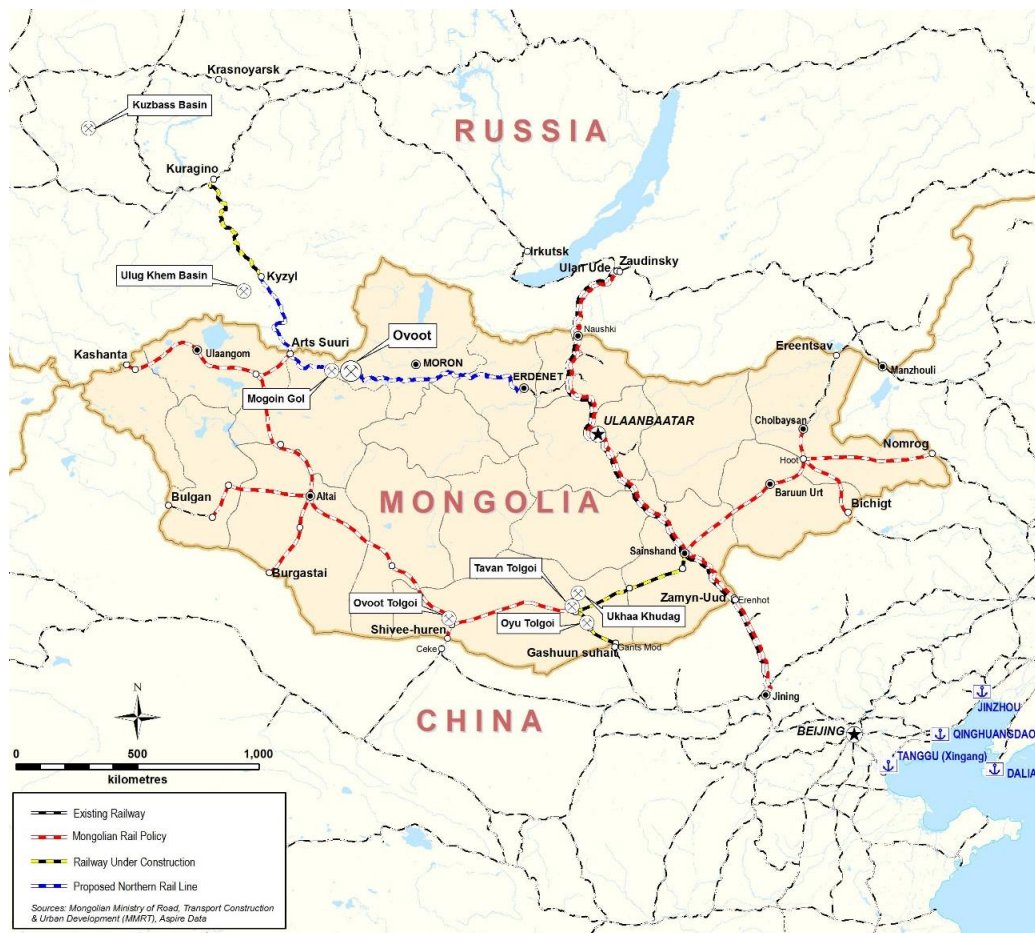 Krasnoyarsk
Kuzbass Basin
RUSSIA
Kuragino
Irkutsk
Ulan Ude
Zaudinsky
Kyzyl
Ulug Khem Basin
Naushki
Arts Suuri
Ovoot
Ereentsav
Kashanta
Ulaangom
MORON
Manzhouli
ERDENET
Mogoin Gol
ULAANBAATAR
Cholbaysan
Nomrog
Hoot
Bulgan
Altai
MONGOLIA
Baruun Urt
Bichigt
Sainshand
Tavan Tolgoi
Burgastai
Zamyn-Uud
Erenhot
Ovoot Tolgoi
Ukhaa Khudag
Oyu Tolgoi
Shivee-huren
Ceke
Gashuun suhait
Gants Mod
N
CHINA
Jining
JINZHOU
BEIJING
QINGHUANGDAO
TANGGU (Xingang)
DALIA
0 500 1,000
kilometres
Existing Railway
Mongolian Rail Policy
Railway Under Construction
Proposed Northern Rail Line
Sources: Mongolian Ministry of Road, Transport Construction
& Urban Development (MMRT), Aspire Data